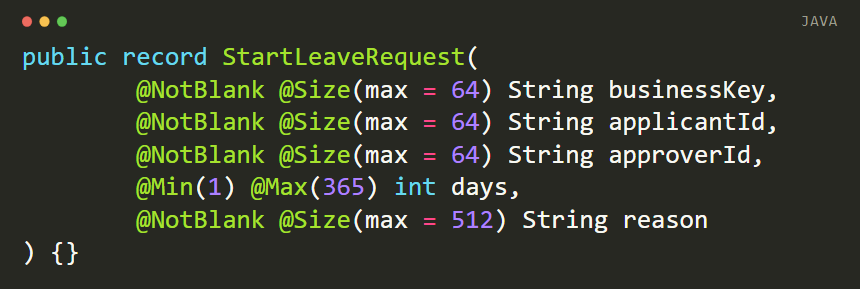 JAVA
public record StartLeaveRequest(
        @NotBlank @Size(max = 64) String businessKey,
        @NotBlank @Size(max = 64) String applicantId,
        @NotBlank @Size(max = 64) String approverId,
        @Min(1) @Max(365) int days,
        @NotBlank @Size(max = 512) String reason
) {}